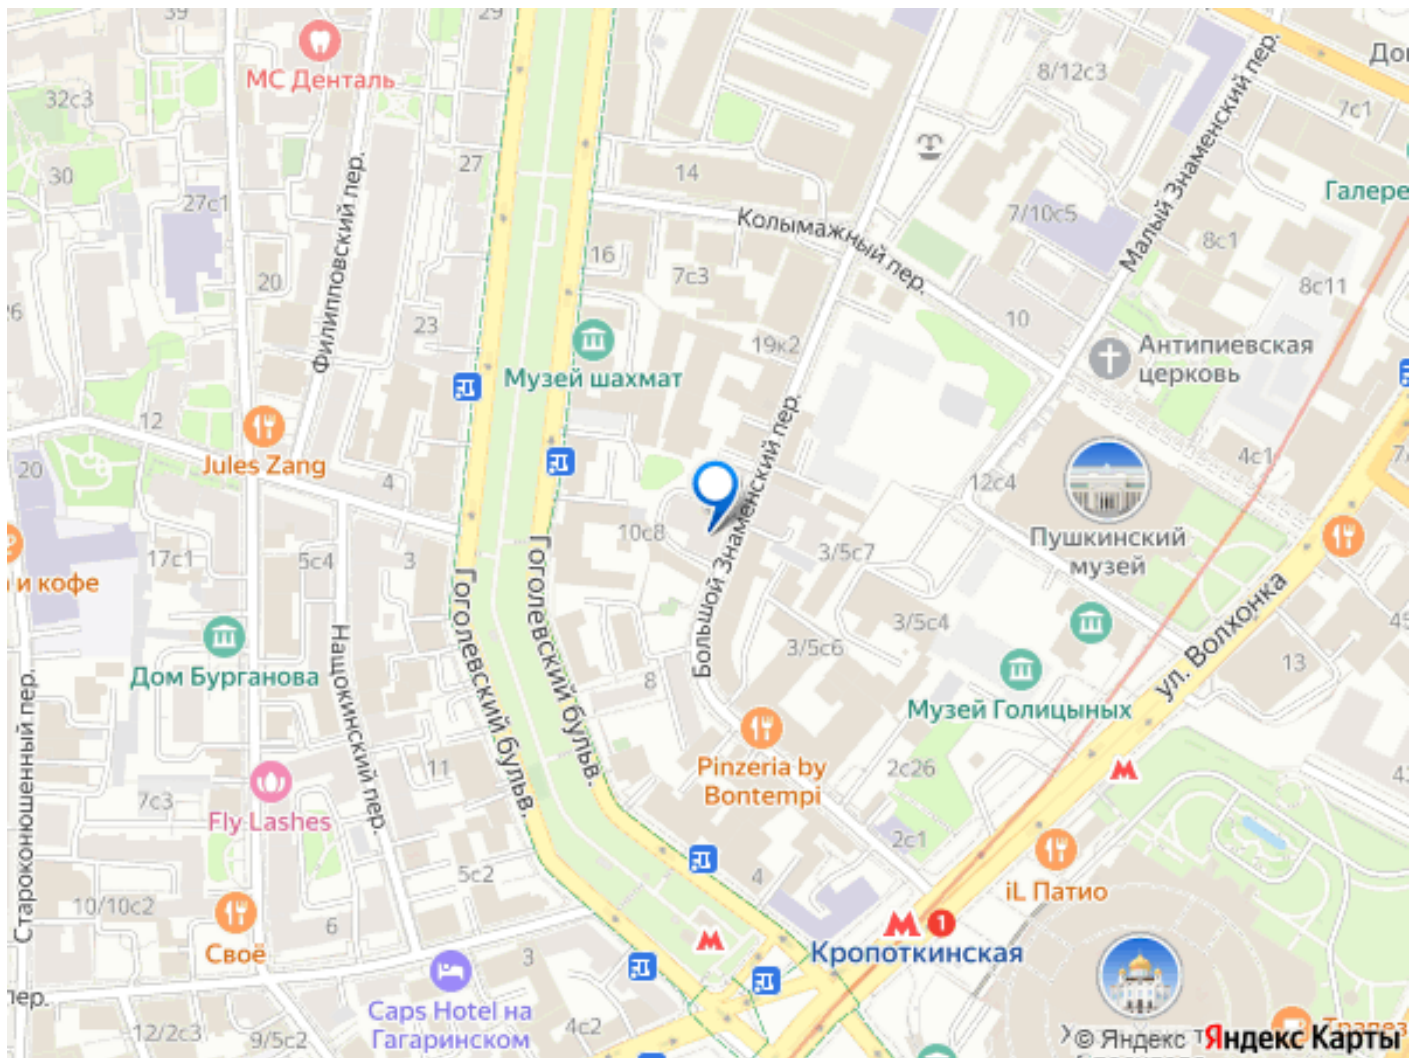 39
29
МС Денталь
8/12с3
32с3
7с1
27
30
14
27с1
Филипповский пер.
Малый Знаменский пер.
7/10с5
Колымажный пер.
8с1
16
7с3
20
8с11
26
23
10
19к2
Антипиевская
церковь
Музей шахмат
12
Jules Zang
20
4
4с1
12с4
Большой Знаменский пер.
10с8
3/5с7
Пушкинский
музей
17с1
5с4
3
и кофе
Гоголевский бульв.
Гоголевский бульв.
3/5с4
Нащокинский пер.
3/5с6
13
ул. Волхонка
Дом Бурганова
8
Музей Голицыных
Староконюшенный пер.
Pinzeria by
Bontempi
11
2с26
7с3
Fly Lashes
2с1
5с2
4
10/10с2
6
iL Патио
1
Своё
3
Кропоткинская
пер.
Caps Hotel на
Гагаринском
12/2с3
9/5с2
4с2
© Яндекс
Яндекс Карты